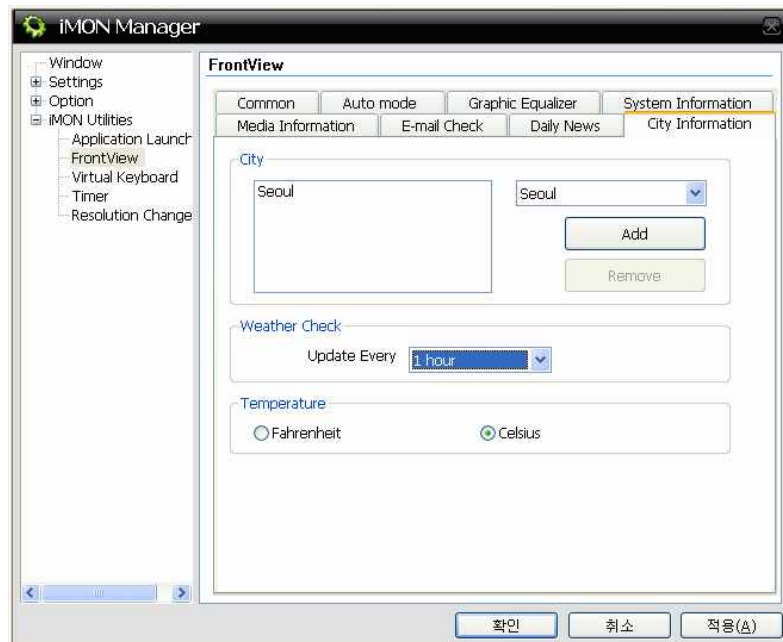 iMON Manager
Window
Settings
Option
iMON Utilities
Application Launch
FrontView
Virtual Keyboard
Timer
Resolution Change
FrontView
Common
Auto mode
Graphic Equalizer
System Information
Media Information
E-mail Check
Daily News
City Information
City
Seoul
Seoul
Add
Remove
Weather Check
Update Every
1 hour
Temperature
Fahrenheit
Celsius
확인
취소
적용(A)